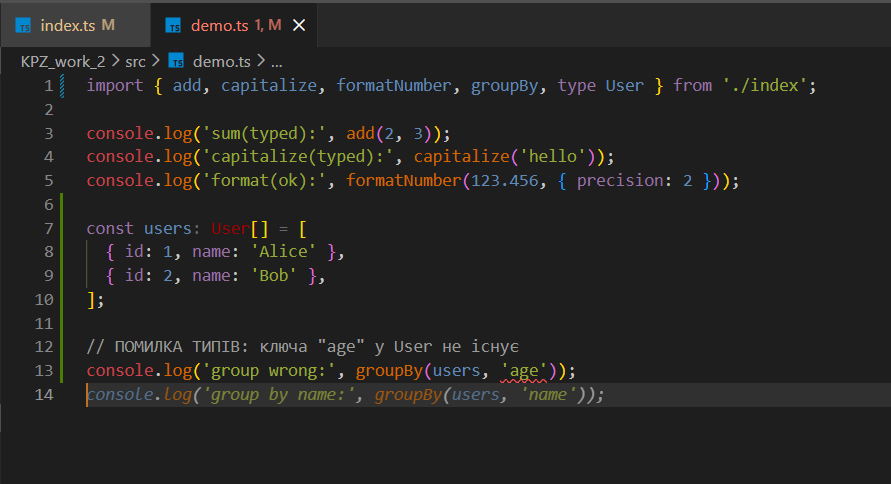 TS index.ts M TS demo.ts 1, M ×
KPZ_work_2 > src > TS demo.ts > ...
1 import { add, capitalize, formatNumber, groupBy, type User } from './index';
2
3 console.log('sum(typed):', add(2, 3));
4 console.log('capitalize(typed):', capitalize('hello'));
5 console.log('format(ok):', formatNumber(123.456, { precision: 2 }));
6
7 const users: User[] = [
8 { id: 1, name: 'Alice' },
9 { id: 2, name: 'Bob' },
10 ];
11
12 // ПОМИЛКА ТИПІВ: ключа "age" у User не існує
13 console.log('group wrong:', groupBy(users, 'age'));
14 console.log('group by name:', groupBy(users, 'name'));